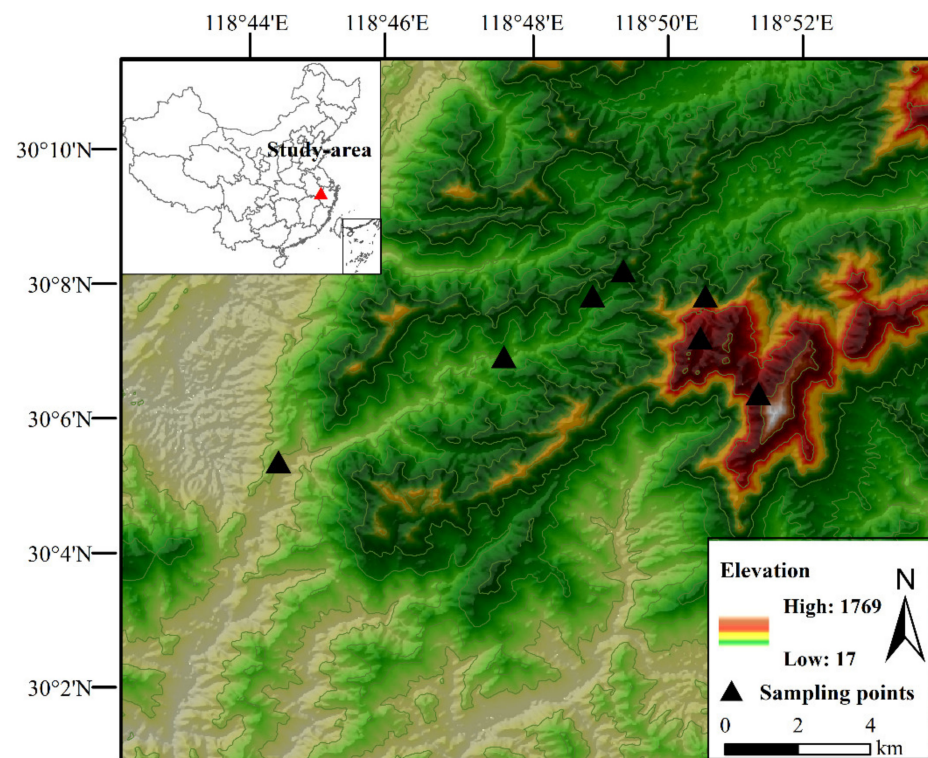 118°44'E 118°46'E 118°48'E 118°50'E 118°52'E
30°10'N
30°8'N
30°6'N
30°4'N
30°2'N
Study-area
Elevation
N
High: 1769
Low: 17
Sampling points
0 2 4
km